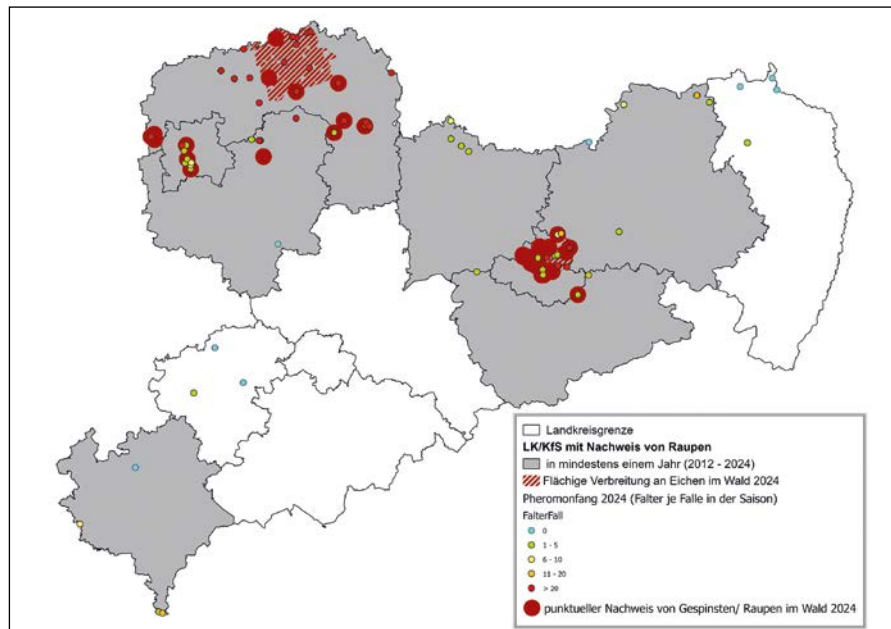 Landkreisgrenze
LK/KfS mit Nachweis von Raupen
in mindestens einem Jahr (2012 - 2024)
Flächige Verbreitung an Eichen im Wald 2024
Pheromonfang 2024 (Falter je Falle in der Saison)
FalterFall
0
1 - 5
6 - 10
11 - 20
> 20
punktueller Nachweis von Gespinsten/ Raupen im Wald 2024